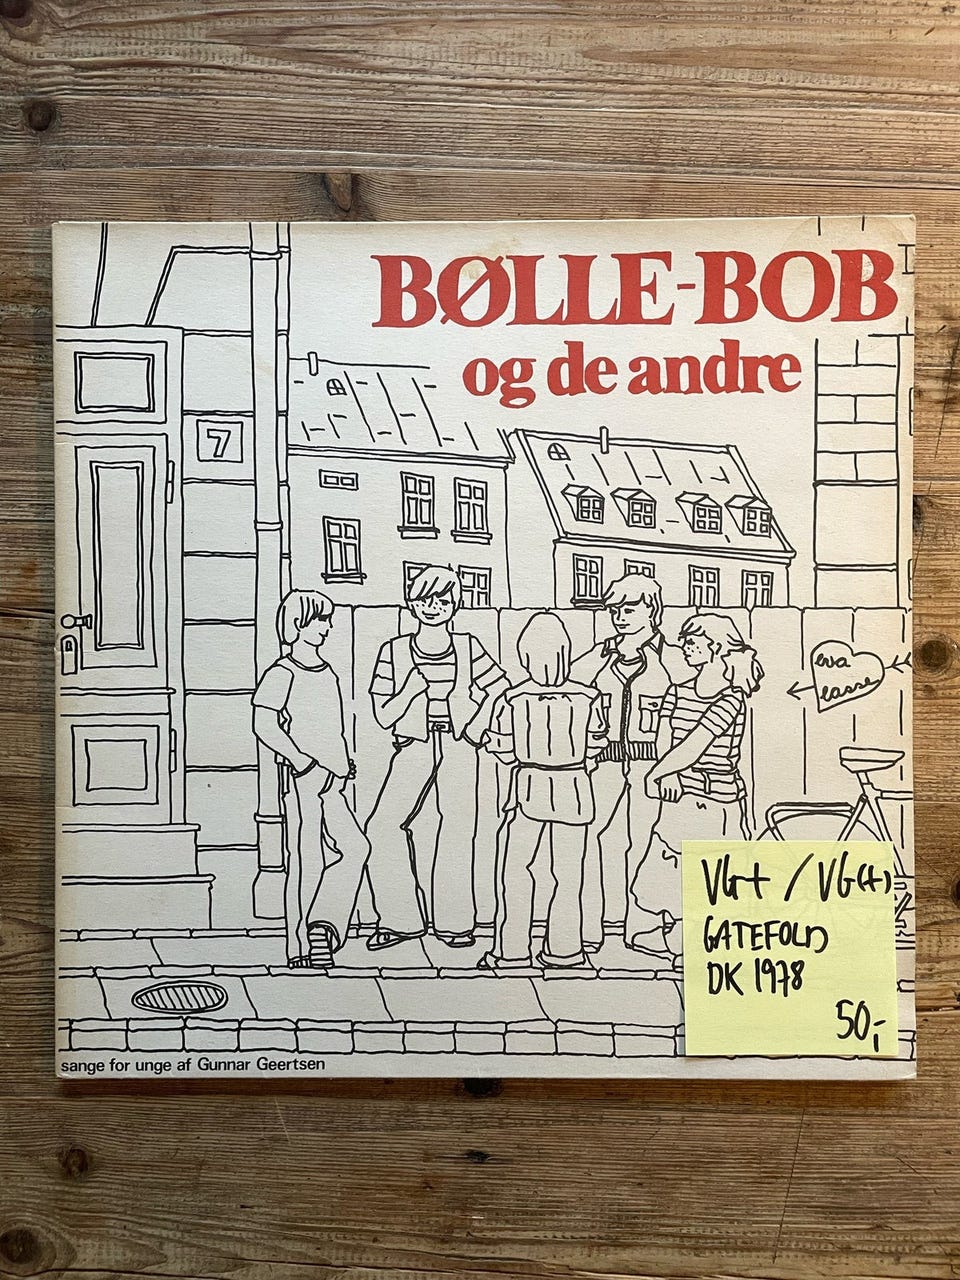 BØLLE-BOB
og de andre
7
eva
lasse
VG+ / VG(+)
GATEFOLD
DK 1978
50,-
sange for unge af Gunnar Geertsen